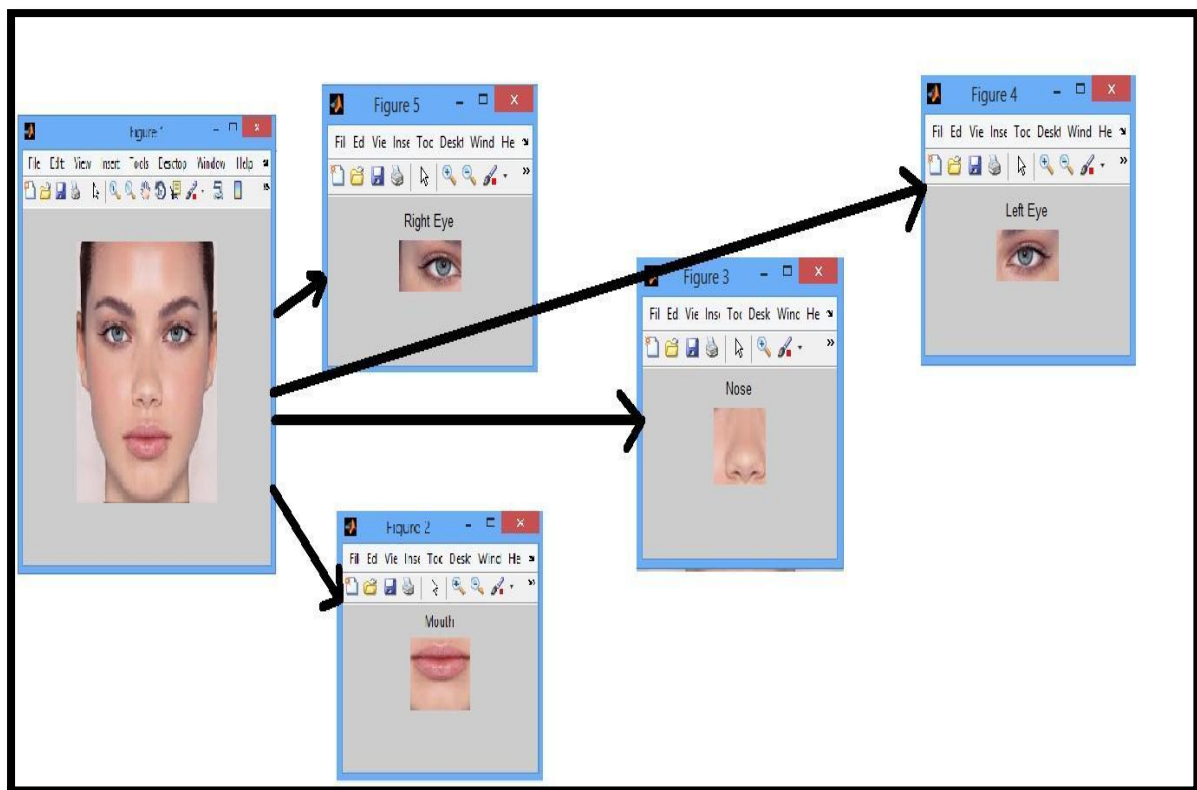 Figure 1
File Edit View Insert Tools Desktop Window Help
Figure 5
Fil Ed Vie Inse Toc Deskt Wind He
Right Eye
Figure 4
Fil Ed Vie Inse Toc Deskt Wind He
Left Eye
Figure 3
Fil Ed Vie Inse Toc Desk Winc He
Nose
Figure 2
Fil Ed Vie Inse Toc Deskt Wind He
Mouth